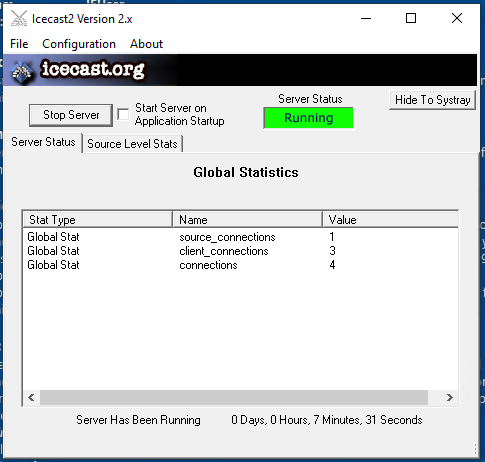 Icecast2 Version 2.x
File Configuration About
icecast.org
Stop Server
Start Server on
Application Startup
Server Status
Running
Hide To Systray
Server Status Source Level Stats
Global Statistics
Stat Type Name Value
Global Stat source_connections 1
Global Stat client_connections 3
Global Stat connections 4
Server Has Been Running 0 Days, 0 Hours, 7 Minutes, 31 Seconds